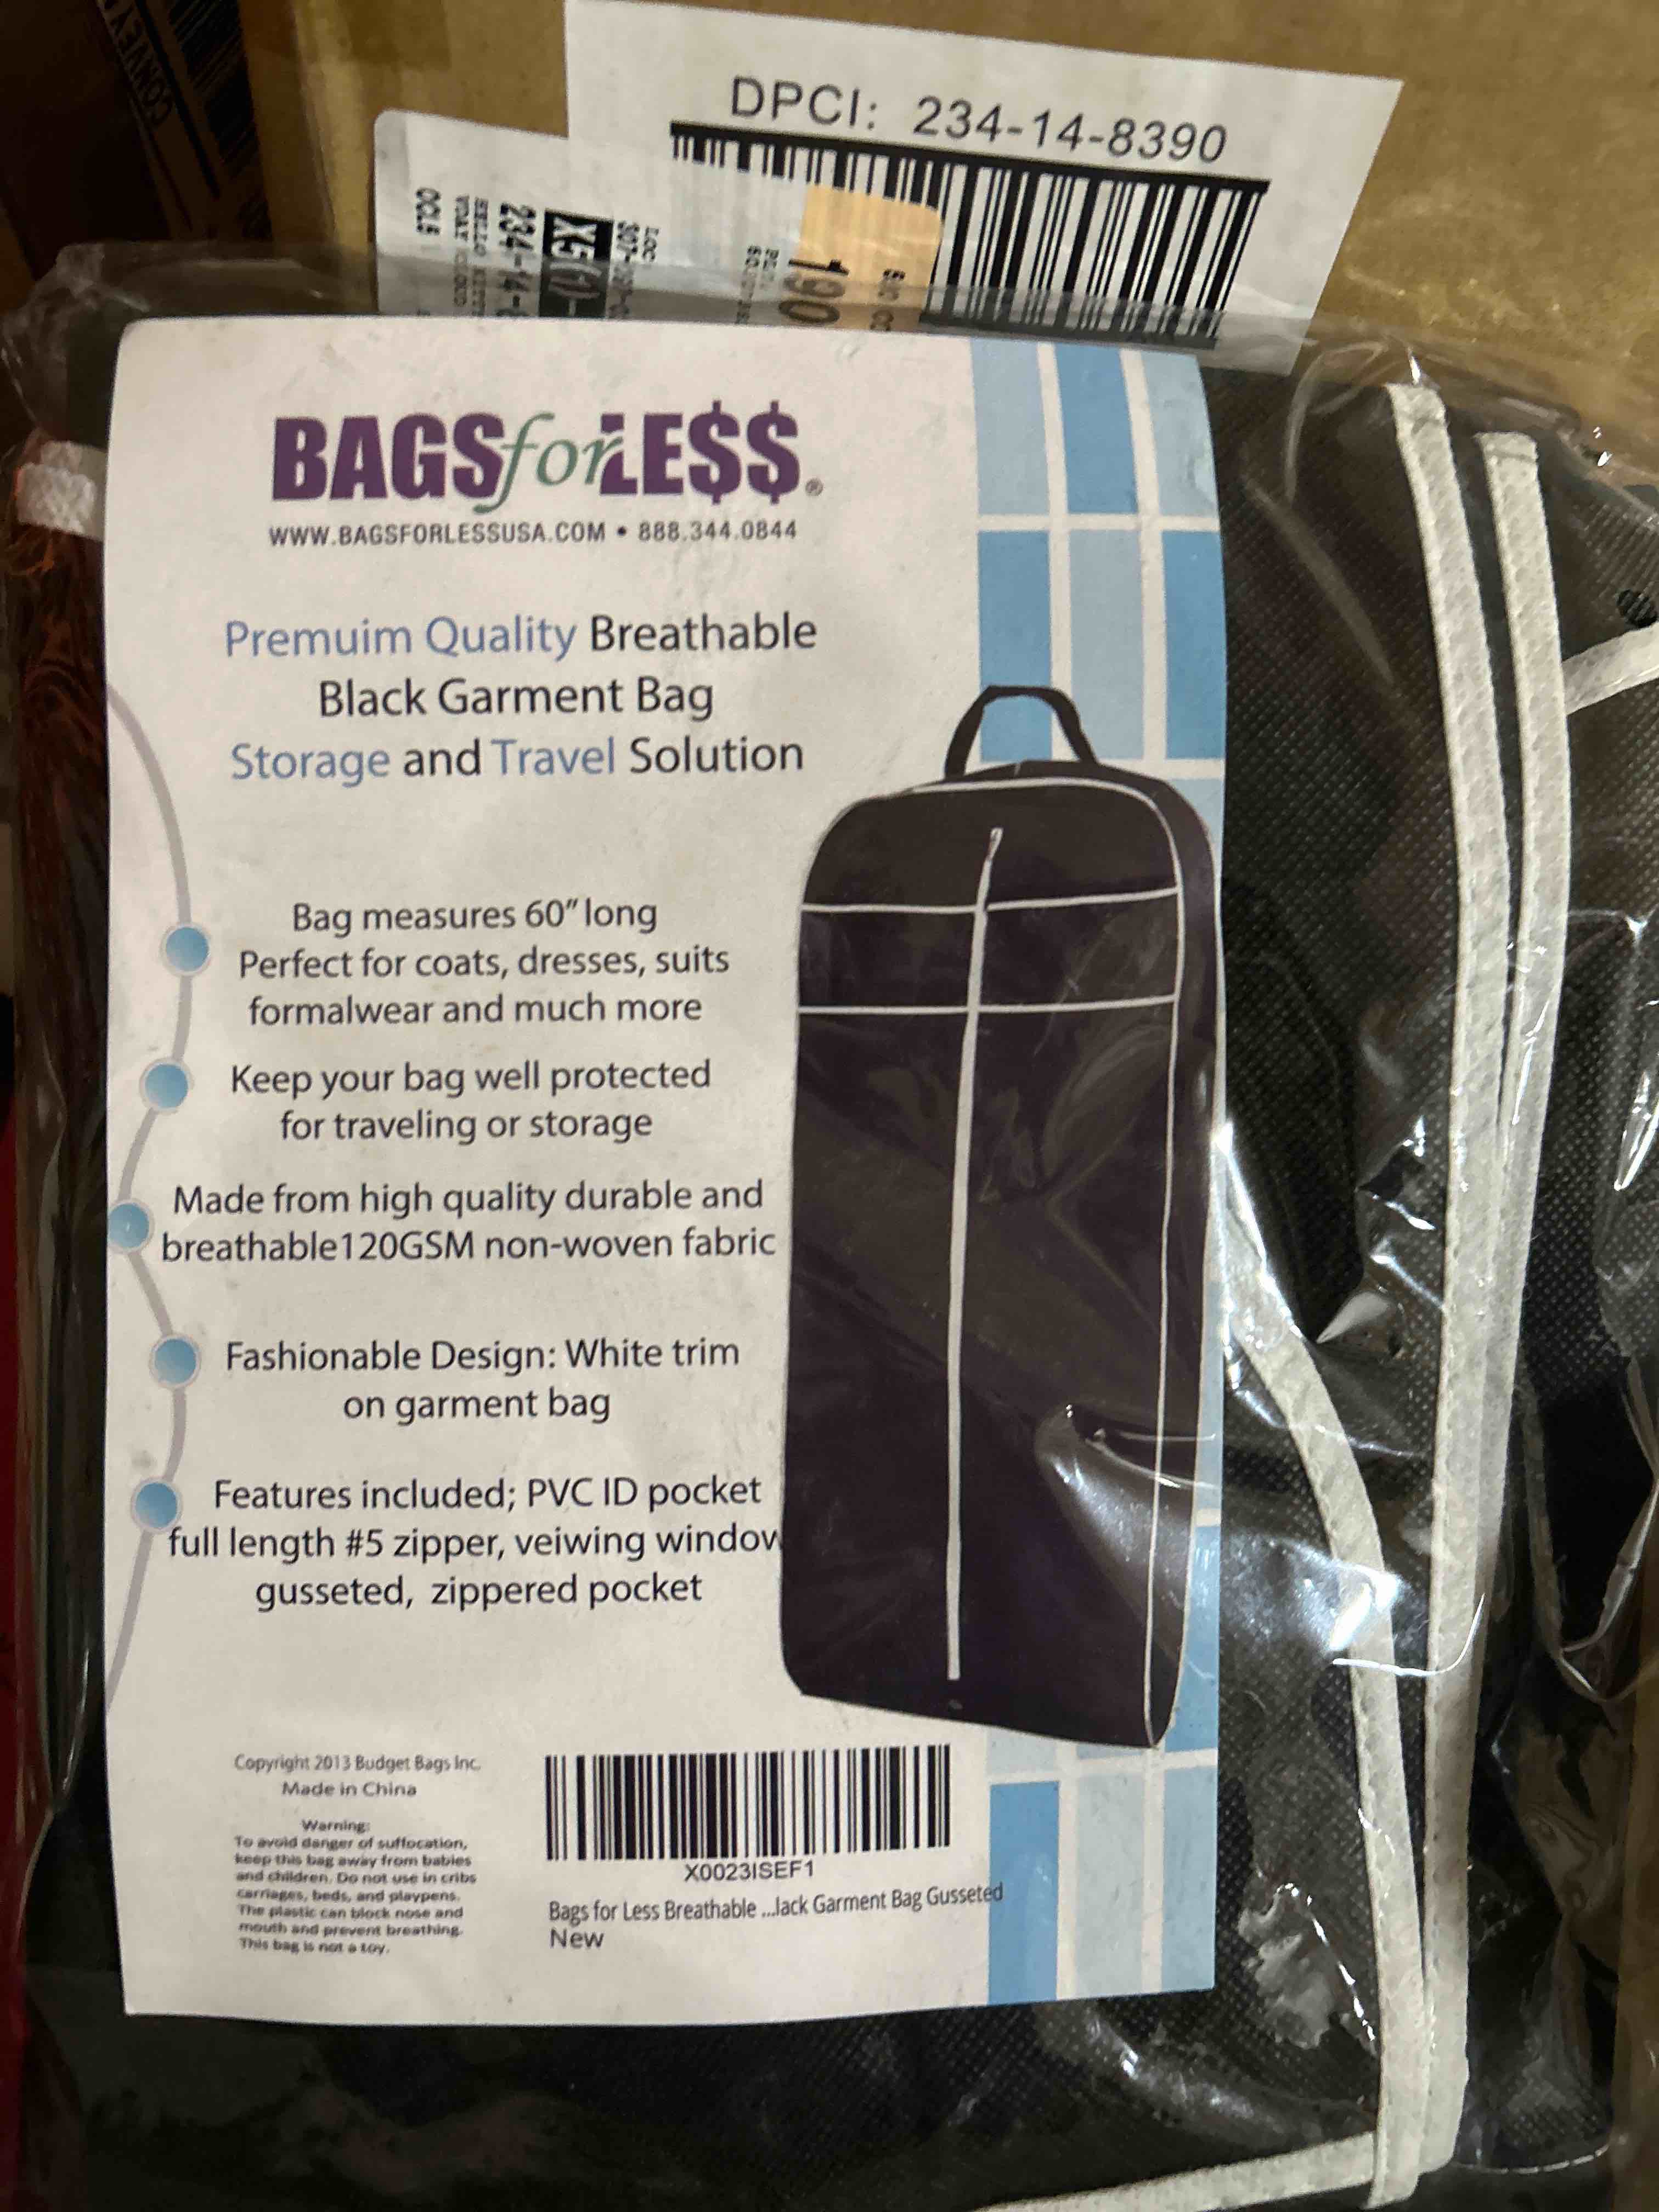 DPCI: 234-14-8390
CONVEY
OCLS
234-14-
LOC:
190
BAGSforLE$$®
WWW.BAGSFORLESSUSA.COM • 888.344.0844
Premuim Quality Breathable
Black Garment Bag
Storage and Travel Solution
Bag measures 60” long
Perfect for coats, dresses, suits
formalwear and much more
Keep your bag well protected
for traveling or storage
Made from high quality durable and
breathable120GSM non-woven fabric
Fashionable Design: White trim
on garment bag
Features included; PVC ID pocket
full length #5 zipper, veiwing window
gusseted, zippered pocket
Copyright 2013 Budget Bags Inc.
Made in China
Warning:
To avoid danger of suffocation,
keep this bag away from babies
and children. Do not use in cribs
carriages, beds, and playpens.
The plastic can block nose and
mouth and prevent breathing.
This bag is not a toy.
X0023ISEF1
Bags for Less Breathable ...lack Garment Bag Gusseted
New